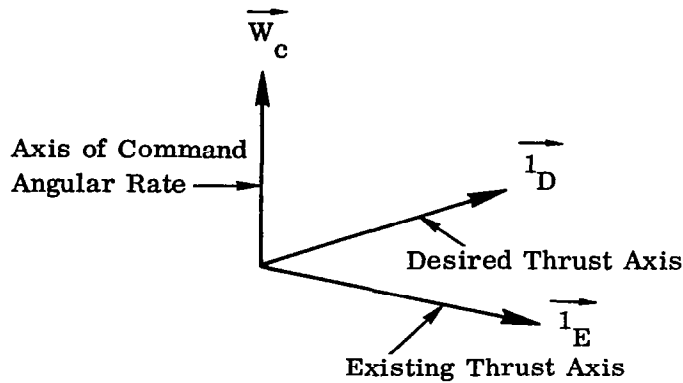 W_c
Axis of Command
Angular Rate
1_D
Desired Thrust Axis
1_E
Existing Thrust Axis